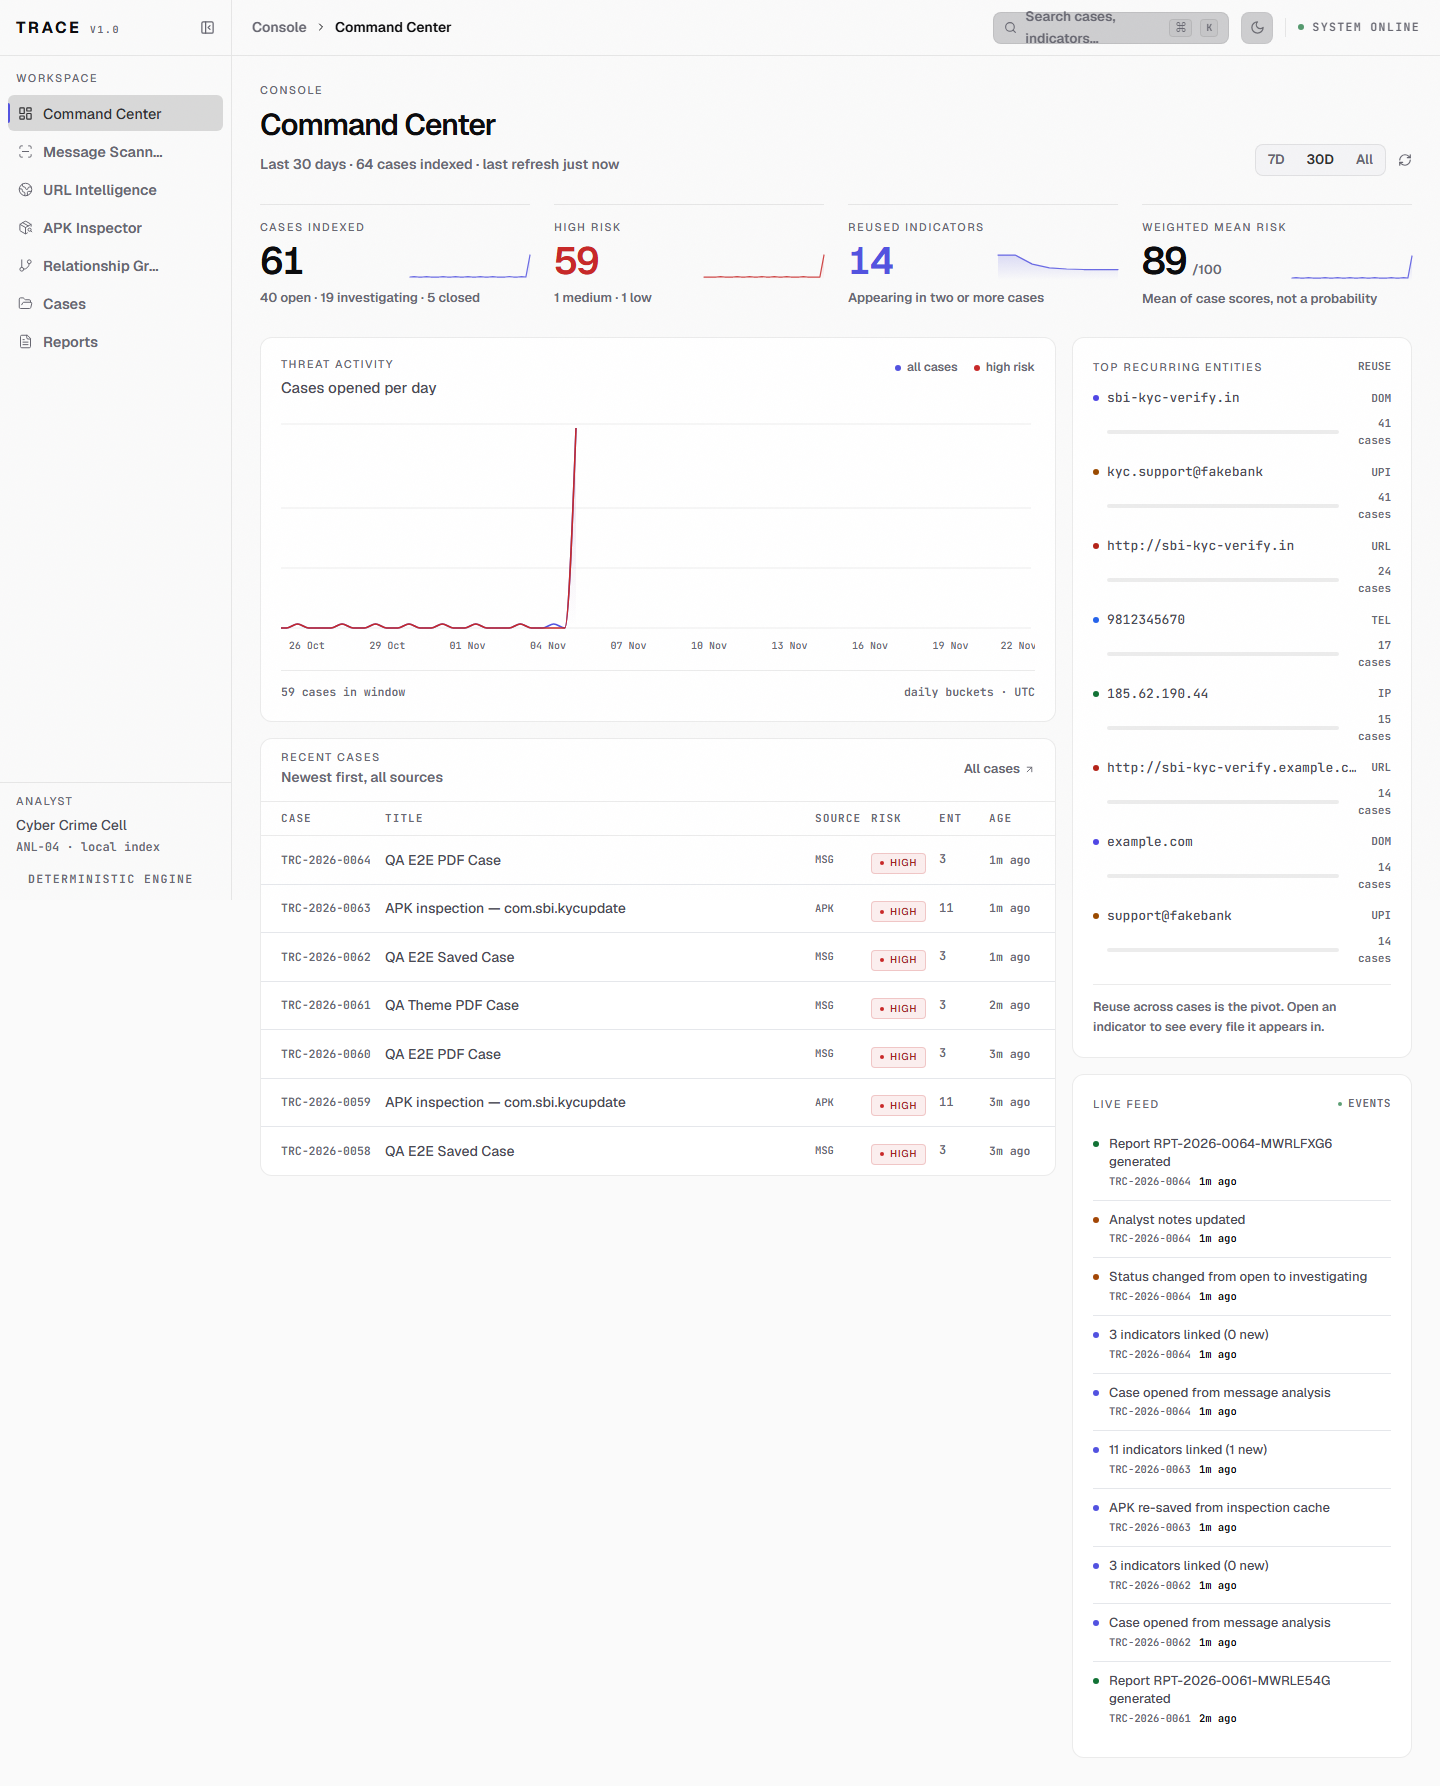 TRACE V1.0
Console > Command Center
Search cases, indicators…
⌘ K
SYSTEM ONLINE
WORKSPACE
Command Center
Message Scann…
URL Intelligence
APK Inspector
Relationship Gr…
Cases
Reports
ANALYST
Cyber Crime Cell
ANL-04 · local index
DETERMINISTIC ENGINE
CONSOLE
Command Center
Last 30 days · 64 cases indexed · last refresh just now
7D 30D All
CASES INDEXED
61
40 open · 19 investigating · 5 closed
HIGH RISK
59
1 medium · 1 low
REUSED INDICATORS
14
Appearing in two or more cases
WEIGHTED MEAN RISK
89 /100
Mean of case scores, not a probability
THREAT ACTIVITY
Cases opened per day
all cases high risk
26 Oct 29 Oct 01 Nov 04 Nov 07 Nov 10 Nov 13 Nov 16 Nov 19 Nov 22 Nov
59 cases in window
daily buckets · UTC
RECENT CASES
Newest first, all sources
All cases
CASE TITLE SOURCE RISK ENT AGE
TRC-2026-0064 QA E2E PDF Case MSG HIGH 3 1m ago
TRC-2026-0063 APK inspection — com.sbi.kycupdate APK HIGH 11 1m ago
TRC-2026-0062 QA E2E Saved Case MSG HIGH 3 1m ago
TRC-2026-0061 QA Theme PDF Case MSG HIGH 3 2m ago
TRC-2026-0060 QA E2E PDF Case MSG HIGH 3 3m ago
TRC-2026-0059 APK inspection — com.sbi.kycupdate APK HIGH 11 3m ago
TRC-2026-0058 QA E2E Saved Case MSG HIGH 3 3m ago
TOP RECURRING ENTITIES REUSE
sbi-kyc-verify.in DOM
41
cases
kyc.support@fakebank UPI
41
cases
http://sbi-kyc-verify.in URL
24
cases
9812345670 TEL
17
cases
185.62.190.44 IP
15
cases
http://sbi-kyc-verify.example.c… URL
14
cases
example.com DOM
14
cases
support@fakebank UPI
14
cases
Reuse across cases is the pivot. Open an
indicator to see every file it appears in.
LIVE FEED EVENTS
Report RPT-2026-0064-MWRLFXG6
generated
TRC-2026-0064 1m ago
Analyst notes updated
TRC-2026-0064 1m ago
Status changed from open to investigating
TRC-2026-0064 1m ago
3 indicators linked (0 new)
TRC-2026-0064 1m ago
Case opened from message analysis
TRC-2026-0064 1m ago
11 indicators linked (1 new)
TRC-2026-0063 1m ago
APK re-saved from inspection cache
TRC-2026-0063 1m ago
3 indicators linked (0 new)
TRC-2026-0062 1m ago
Case opened from message analysis
TRC-2026-0062 1m ago
Report RPT-2026-0061-MWRLE54G
generated
TRC-2026-0061 2m ago